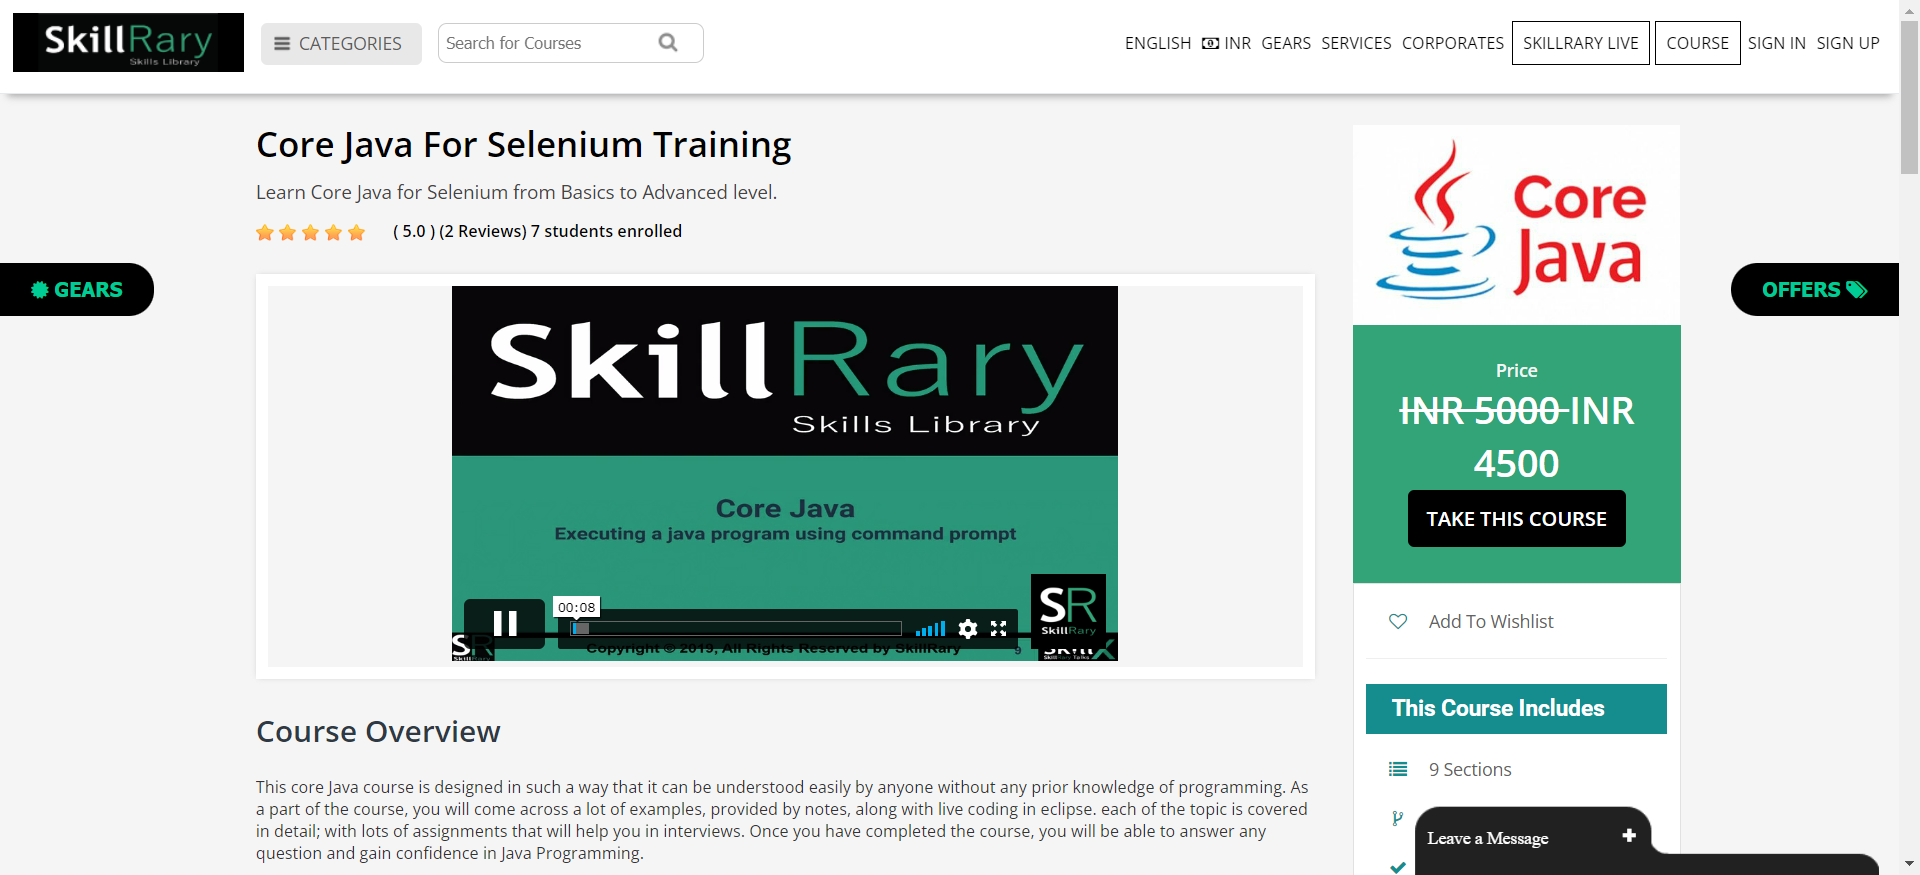 SkillRary
Skills Library
CATEGORIES
Search for Courses
ENGLISH INR GEARS SERVICES CORPORATES SKILLRARY LIVE COURSE SIGN IN SIGN UP
Core Java For Selenium Training
Learn Core Java for Selenium from Basics to Advanced level.
( 5.0 ) (2 Reviews) 7 students enrolled
GEARS
OFFERS
SkillRary
Skills Library
Core Java
Executing a java program using command prompt
00:08
SR
SkillRary
SR
Copyright © 2019, All Rights Reserved by SkillRary
9
Core
Java
Price
INR 5000 INR
4500
TAKE THIS COURSE
Add To Wishlist
This Course Includes
9 Sections
Leave a Message
Course Overview
This core Java course is designed in such a way that it can be understood easily by anyone without any prior knowledge of programming. As
a part of the course, you will come across a lot of examples, provided by notes, along with live coding in eclipse. each of the topic is covered
in detail; with lots of assignments that will help you in interviews. Once you have completed the course, you will be able to answer any
question and gain confidence in Java Programming.